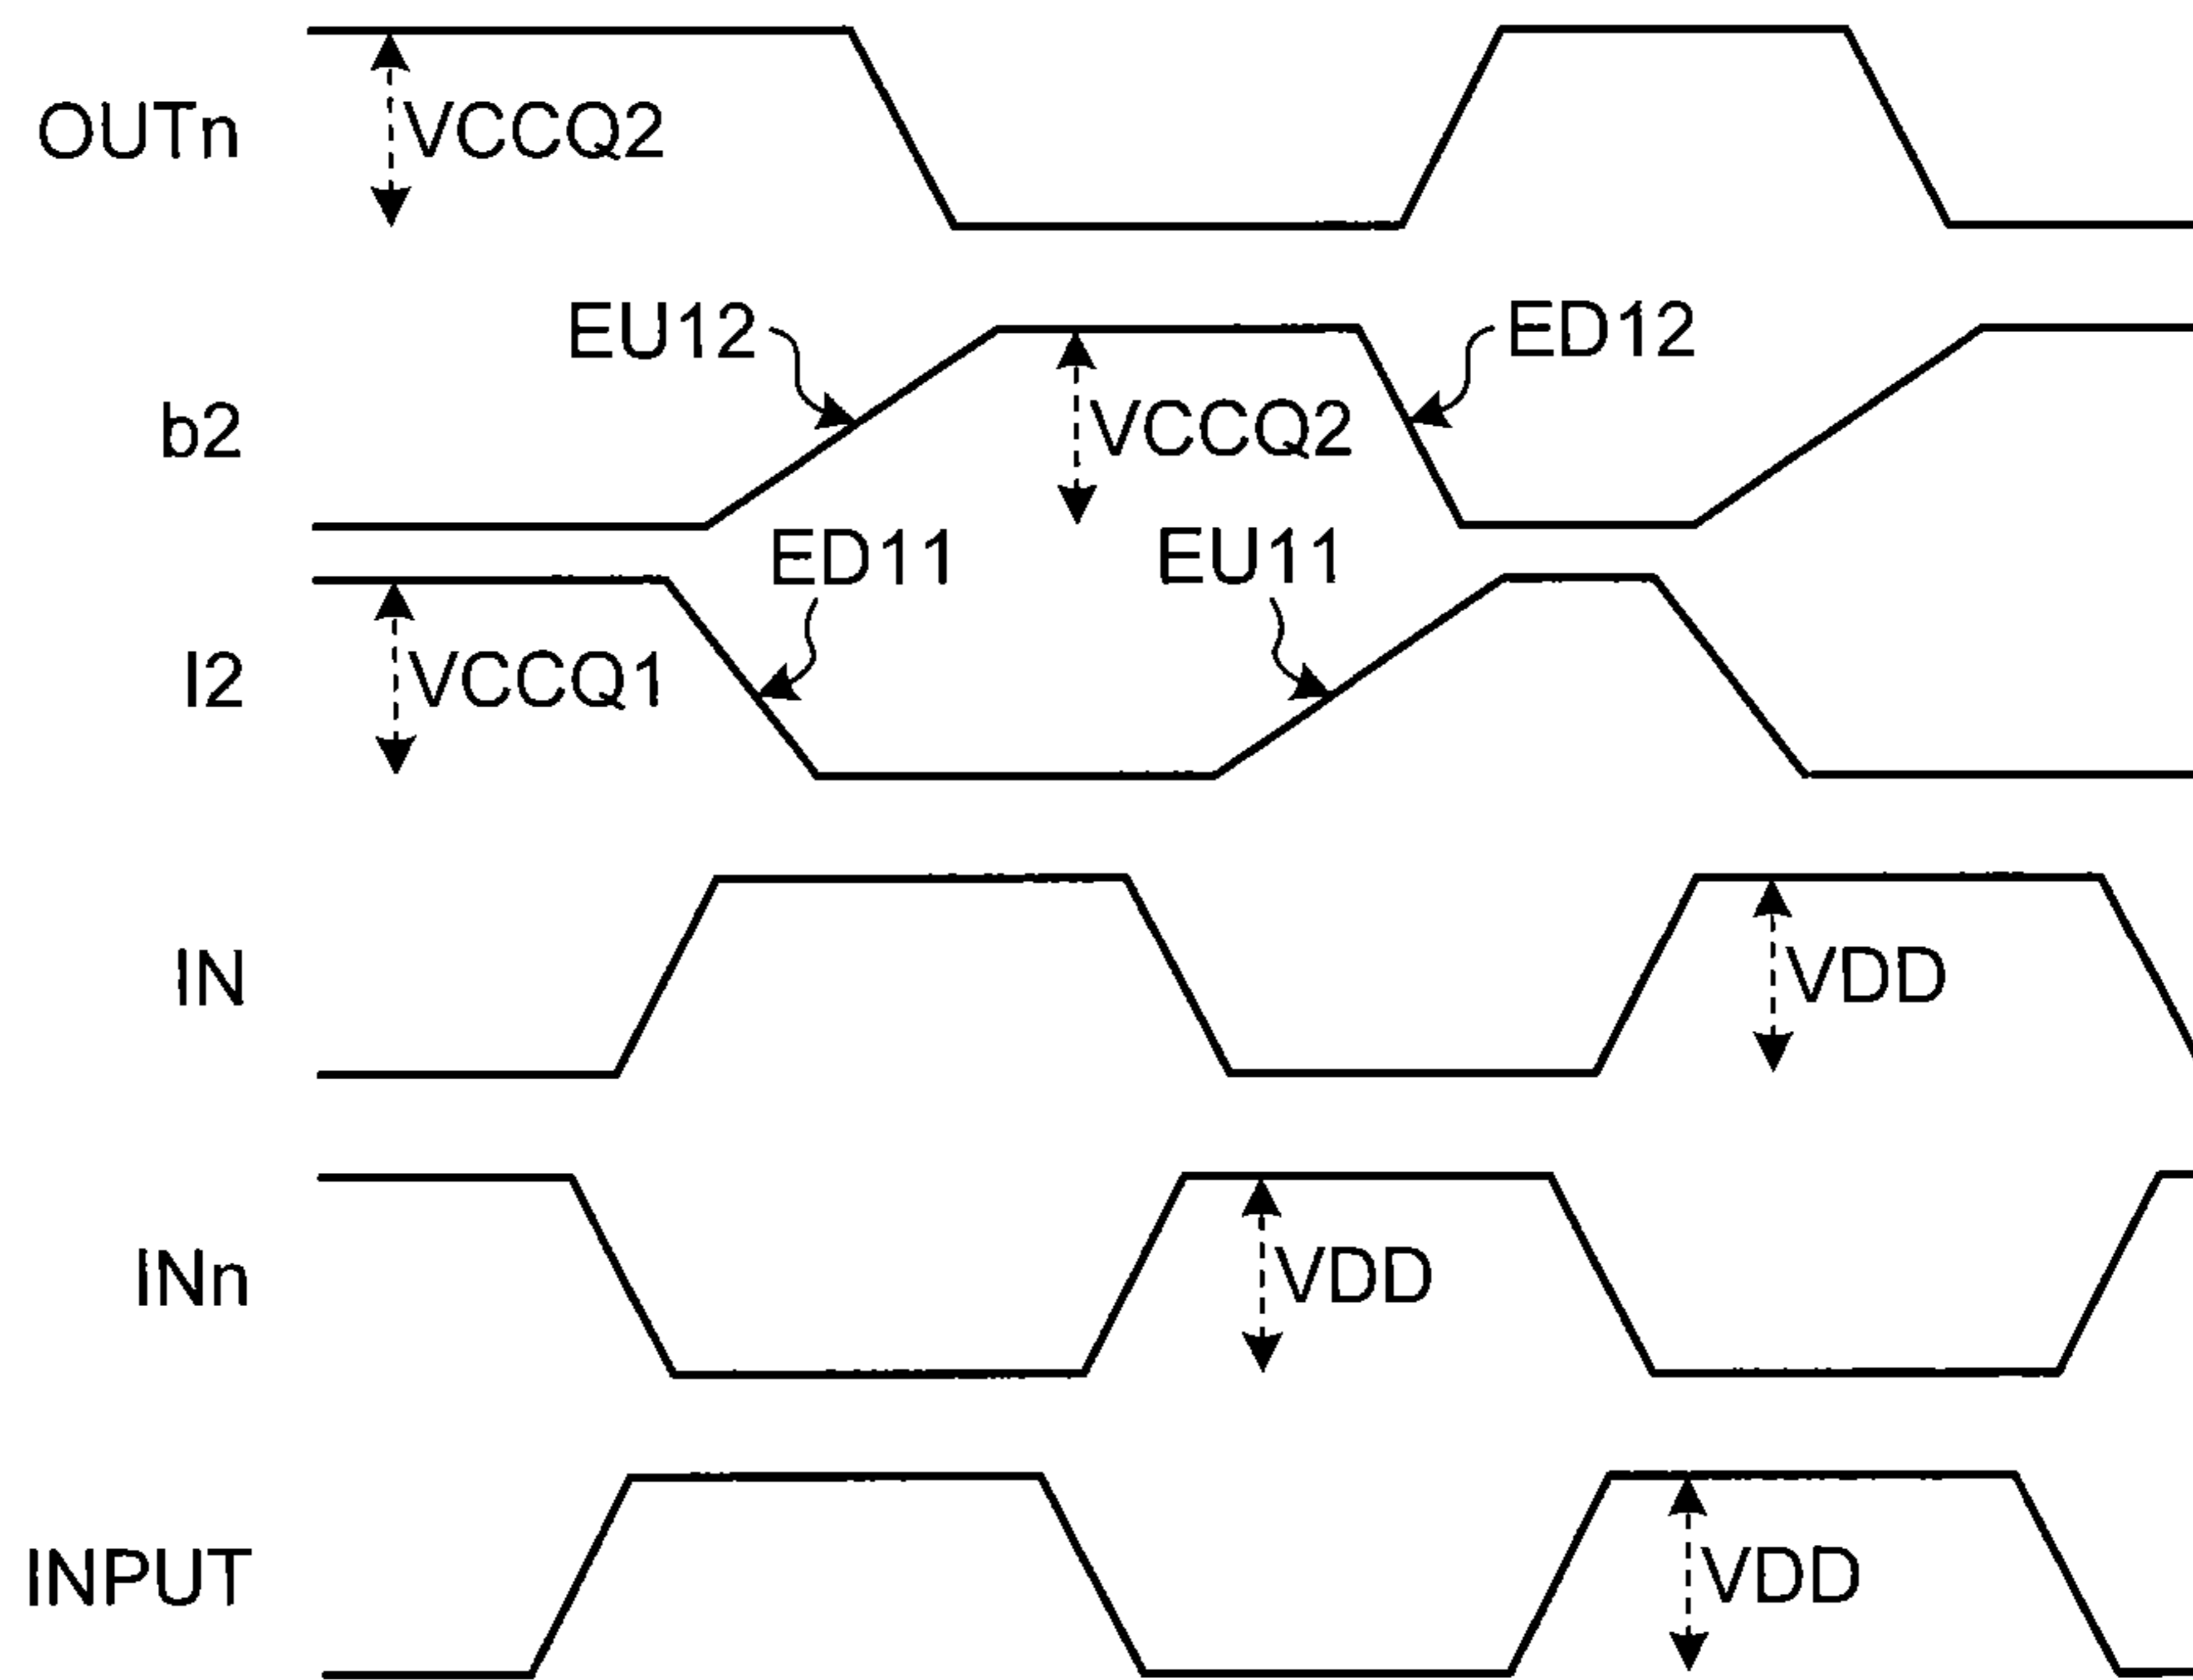 OUTn
VCCQ2
EU12
ED12
b2
VCCQ2
ED11
EU11
I2
VCCQ1
IN
VDD
INn
VDD
INPUT
VDD